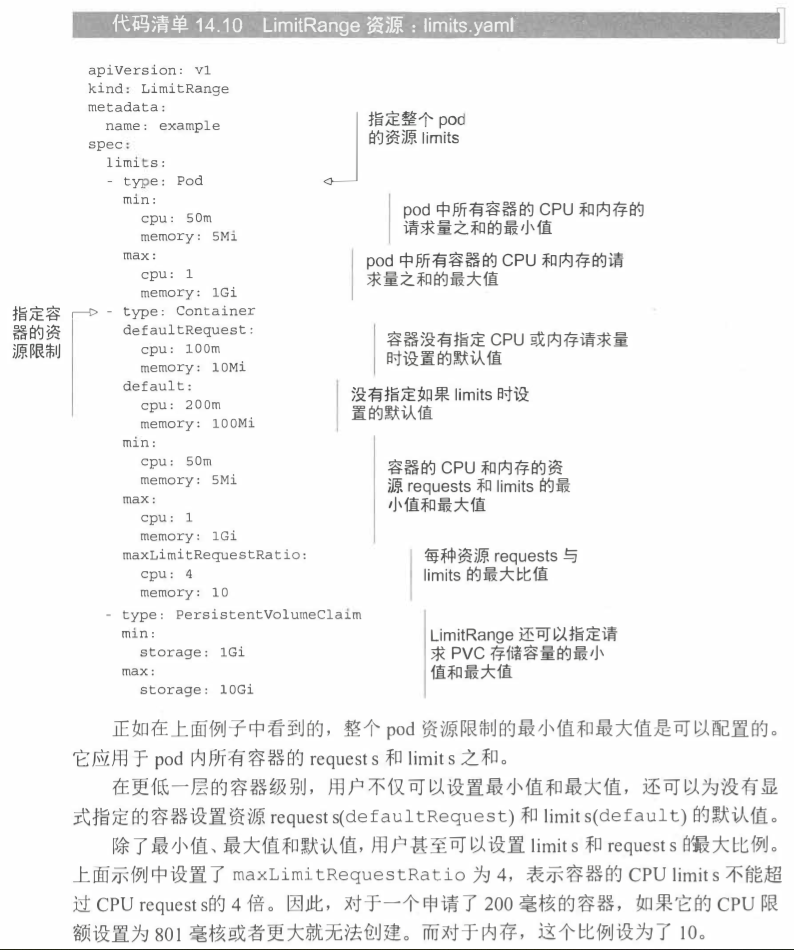 代码清单 14.10 LimitRange 资源：limits.yaml
apiVersion: v1
kind: LimitRange
metadata:
name: example
spec:
limits:
- type: Pod
指定整个 pod
的资源 limits
min:
cpu: 50m
memory: 5Mi
pod 中所有容器的 CPU 和内存的
请求量之和的最小值
max:
cpu: 1
memory: 1Gi
pod 中所有容器的 CPU 和内存的请
求量之和的最大值
指定容
器的资
源限制
- type: Container
defaultRequest:
cpu: 100m
memory: 10Mi
容器没有指定 CPU 或内存请求量
时设置的默认值
default:
cpu: 200m
memory: 100Mi
没有指定如果 limits 时设
置的默认值
min:
cpu: 50m
memory: 5Mi
max:
cpu: 1
memory: 1Gi
容器的 CPU 和内存的资
源 requests 和 limits 的最
小值和最大值
maxLimitRequestRatio:
cpu: 4
memory: 10
每种资源 requests 与
limits 的最大比值
- type: PersistentVolumeClaim
min:
storage: 1Gi
max:
storage: 10Gi
LimitRange 还可以指定请
求 PVC 存储容量的最小
值和最大值
正如在上面例子中看到的，整个 pod 资源限制的最小值和最大值是可以配置的。
它应用于 pod 内所有容器的 requests 和 limits 之和。
在更低一层的容器级别，用户不仅可以设置最小值和最大值，还可以为没有显
式指定的容器设置资源 requests(defaultRequest) 和 limits(default) 的默认值。
除了最小值、最大值和默认值，用户甚至可以设置 limits 和 requests 的最大比例。
上面示例中设置了 maxLimitRequestRatio 为 4，表示容器的 CPU limits 不能超
过 CPU requests的 4 倍。因此，对于一个申请了 200 毫核的容器，如果它的 CPU 限
额设置为 801 毫核或者更大就无法创建。而对于内存，这个比例设为了 10。